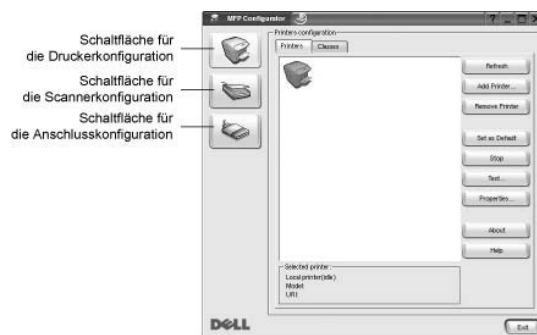 MFP Configurator
Schaltfläche für
die Druckerkonfiguration
Schaltfläche für
die Scannerkonfiguration
Schaltfläche für
die Anschlusskonfiguration
Printers configuration
Printers
Classes
Refresh
Add Printer...
Remove Printer
Set as Default
Stop
Test...
Properties...
About
Help
Selected printer:
Local printer(idle)
Model:
URI:
DELL
Exit